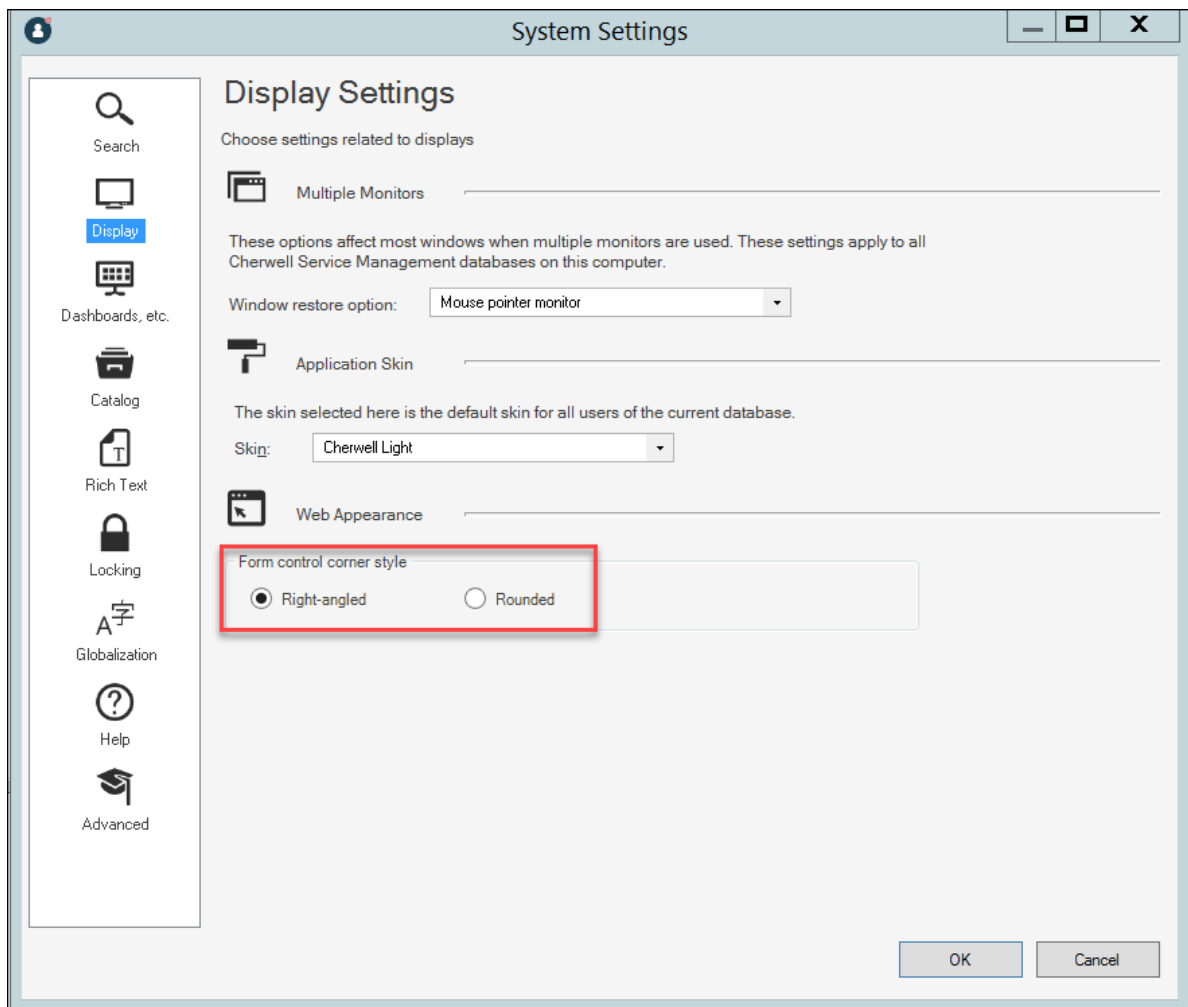 System Settings
Search
Display
Dashboards, etc.
Catalog
Rich Text
Locking
A字
Globalization
Help
Advanced
Display Settings
Choose settings related to displays
Multiple Monitors
These options affect most windows when multiple monitors are used. These settings apply to all
Cherwell Service Management databases on this computer.
Window restore option: Mouse pointer monitor
Application Skin
The skin selected here is the default skin for all users of the current database.
Skin: Cherwell Light
Web Appearance
Form control corner style
Right-angled Rounded
OK Cancel